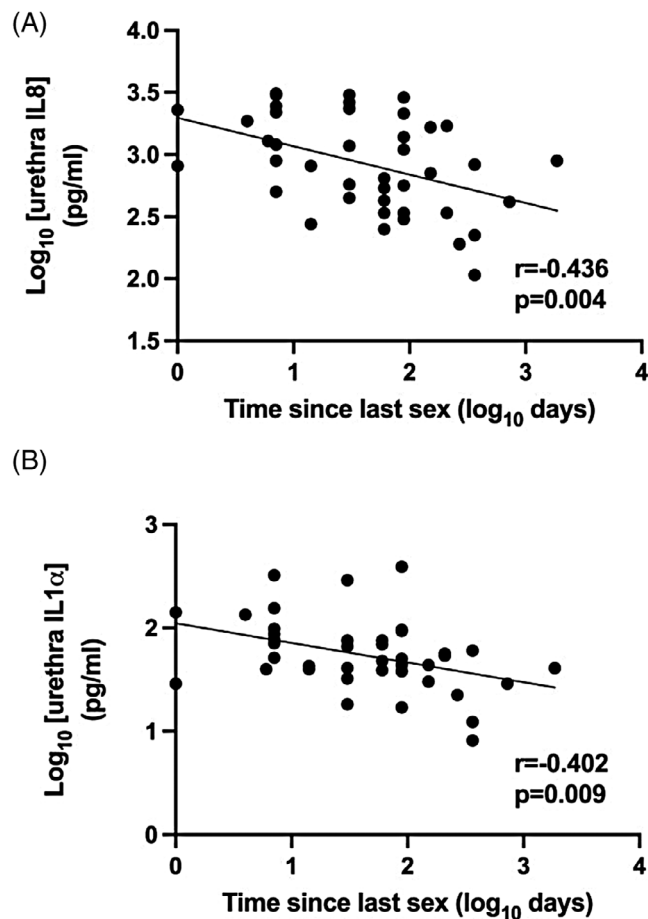 (A)
Log₁₀ [urethra IL8]
(pg/ml)
3.5
3.0
2.5
2.0
1.5
r=-0.436
p=0.004
0 1 2 3 4
Time since last sex (log₁₀ days)
(B)
Log₁₀ [urethra IL1α]
(pg/ml)
3
2
1
0
r=-0.402
p=0.009
0 1 2 3 4
Time since last sex (log₁₀ days)